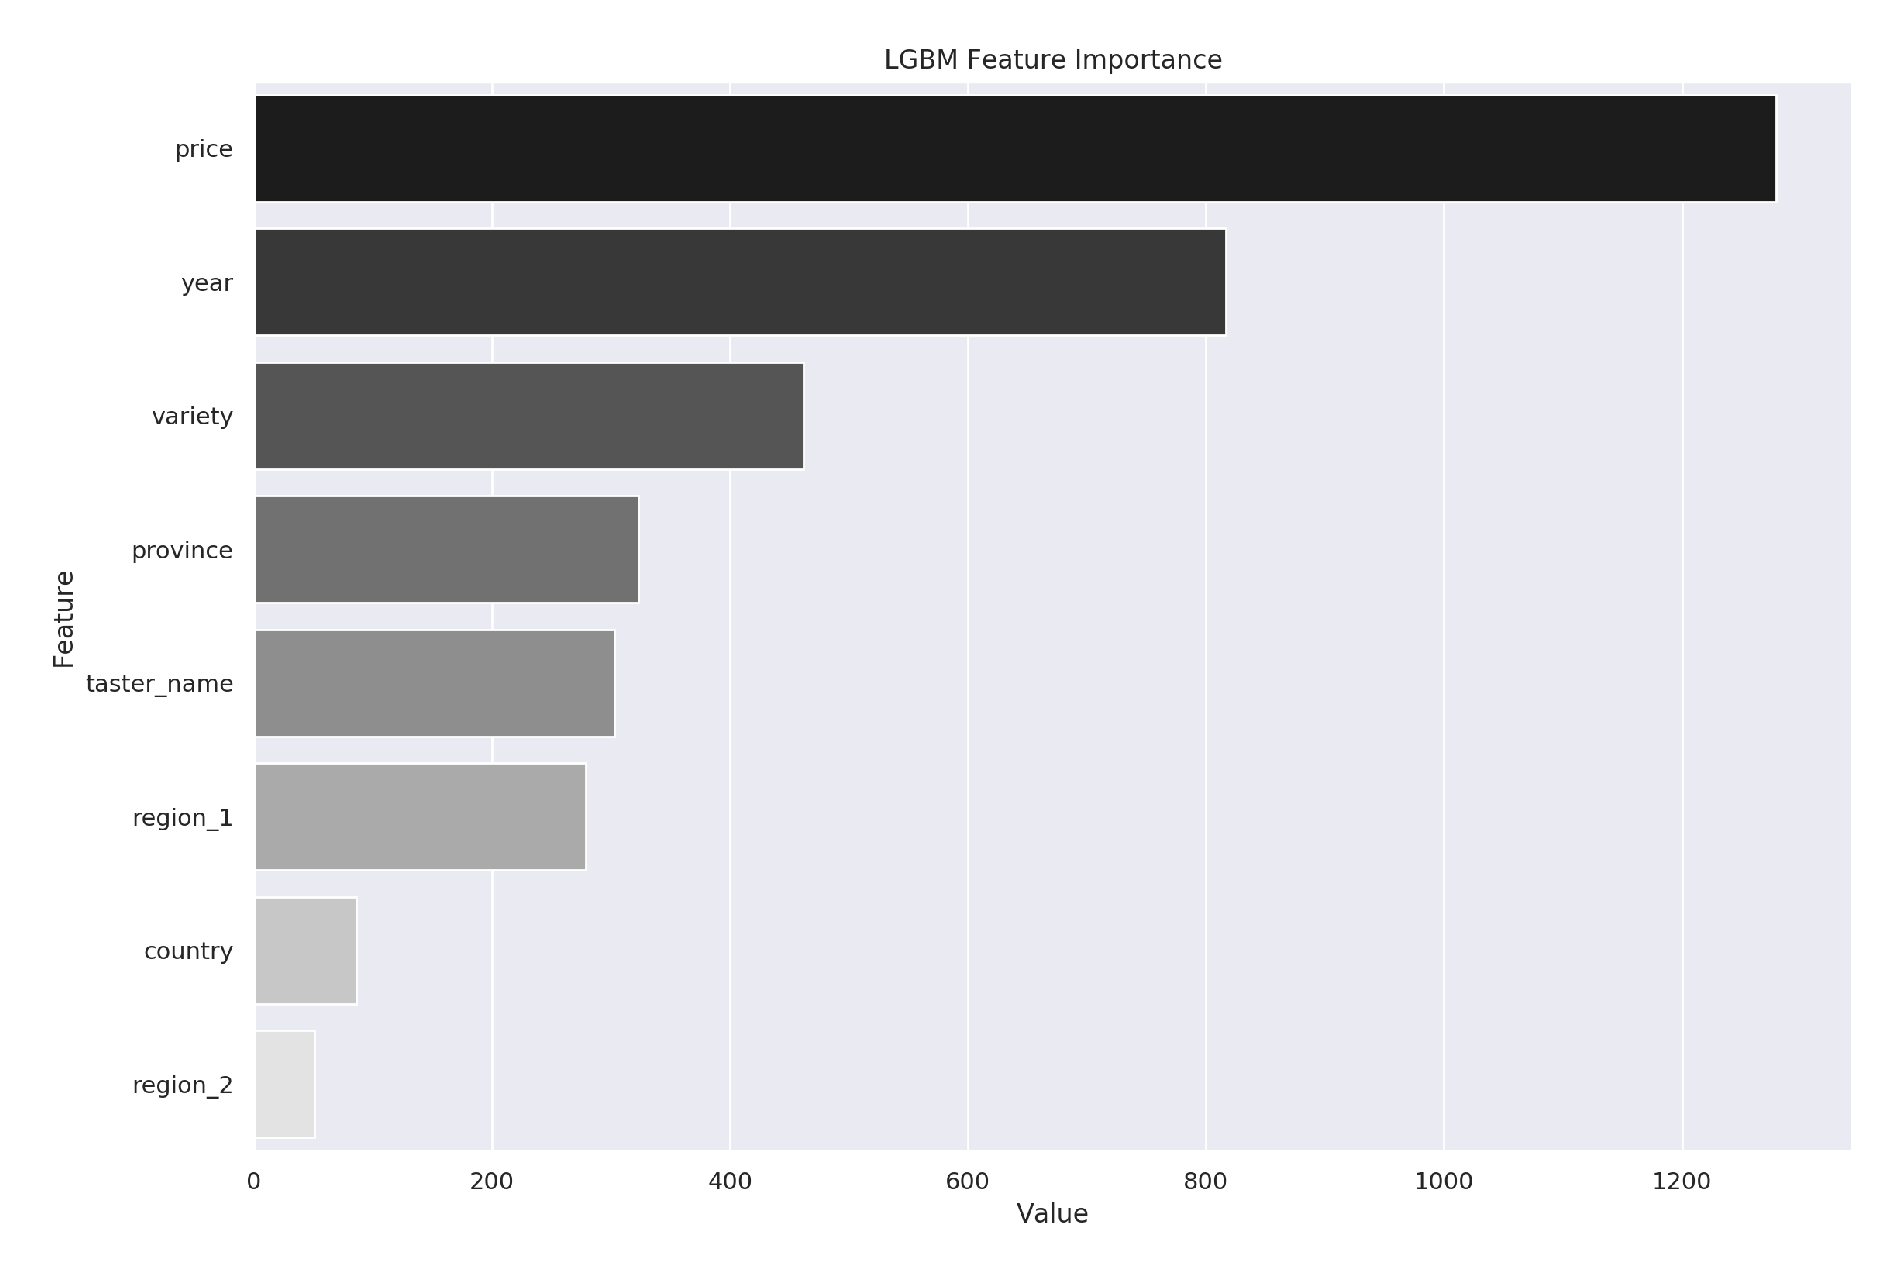 LGBM Feature Importance
price
year
variety
province
taster_name
region_1
country
region_2
Feature
0 200 400 600 800 1000 1200
Value